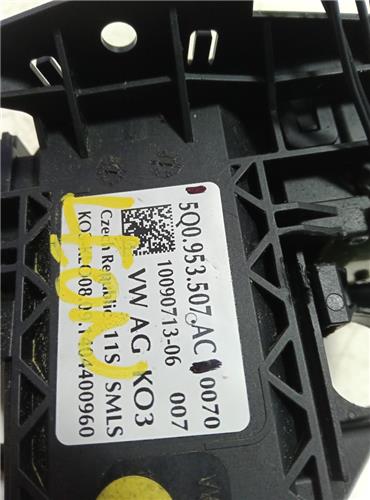 5Q0.953.507.AC 0070
10090713-06 007
VW AG KO3
Czech Republic 11S SMLS
LEON